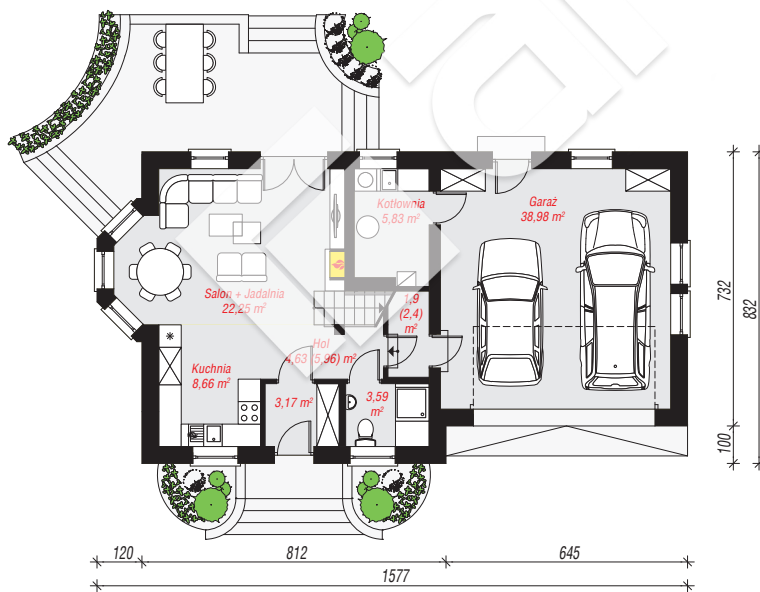 Kotłownia
5,83 m²
Garaż
38,98 m²
Salon + Jadalnia
22,25 m²
1,9
(2,4)
m²
Hol
4,63 (5,96) m²
Kuchnia
8,66 m²
3,17 m²
3,59
m²
732
832
100
120
812
645
1577